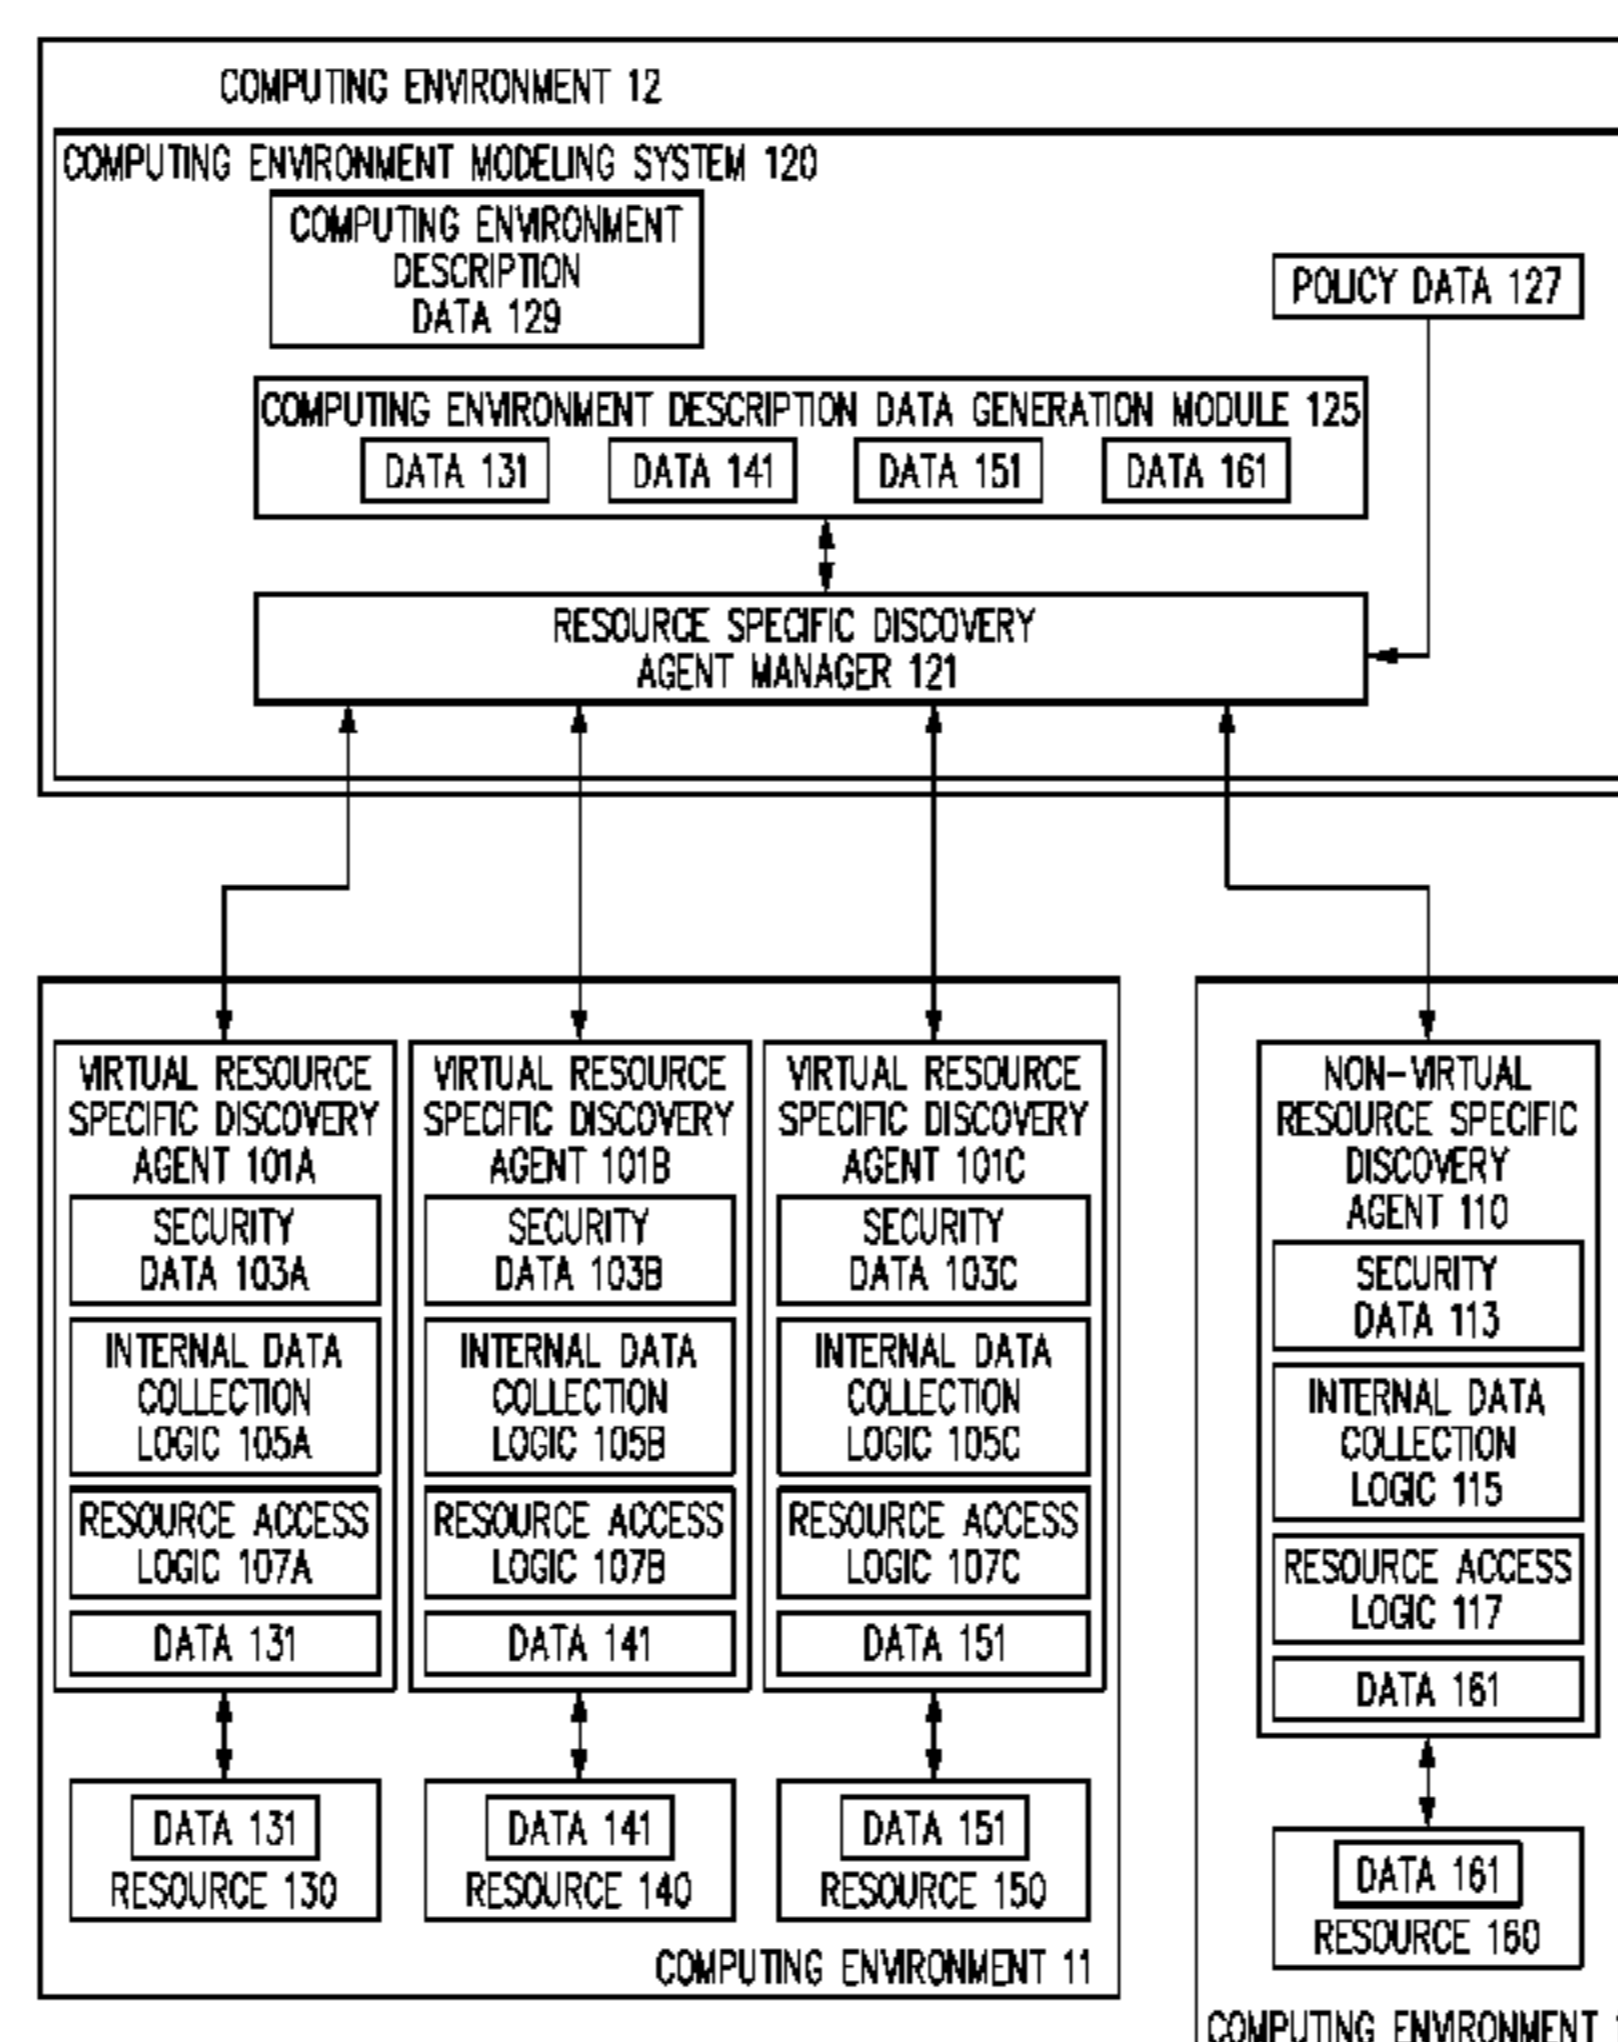 COMPUTING ENVIRONMENT 12
COMPUTING ENVIRONMENT MODELING SYSTEM 120
COMPUTING ENVIRONMENT
DESCRIPTION
DATA 129
POLICY DATA 127
COMPUTING ENVIRONMENT DESCRIPTION DATA GENERATION MODULE 125
DATA 131
DATA 141
DATA 151
DATA 161
RESOURCE SPECIFIC DISCOVERY
AGENT MANAGER 121
VIRTUAL RESOURCE
SPECIFIC DISCOVERY
AGENT 101A
SECURITY
DATA 103A
INTERNAL DATA
COLLECTION
LOGIC 105A
RESOURCE ACCESS
LOGIC 107A
DATA 131
DATA 131
RESOURCE 130
VIRTUAL RESOURCE
SPECIFIC DISCOVERY
AGENT 101B
SECURITY
DATA 103B
INTERNAL DATA
COLLECTION
LOGIC 105B
RESOURCE ACCESS
LOGIC 107B
DATA 141
DATA 141
RESOURCE 140
VIRTUAL RESOURCE
SPECIFIC DISCOVERY
AGENT 101C
SECURITY
DATA 103C
INTERNAL DATA
COLLECTION
LOGIC 105C
RESOURCE ACCESS
LOGIC 107C
DATA 151
DATA 151
RESOURCE 150
COMPUTING ENVIRONMENT 11
NON-VIRTUAL
RESOURCE SPECIFIC
DISCOVERY
AGENT 110
SECURITY
DATA 113
INTERNAL DATA
COLLECTION
LOGIC 115
RESOURCE ACCESS
LOGIC 117
DATA 161
DATA 161
RESOURCE 160
COMPUTING ENVIRONMENT